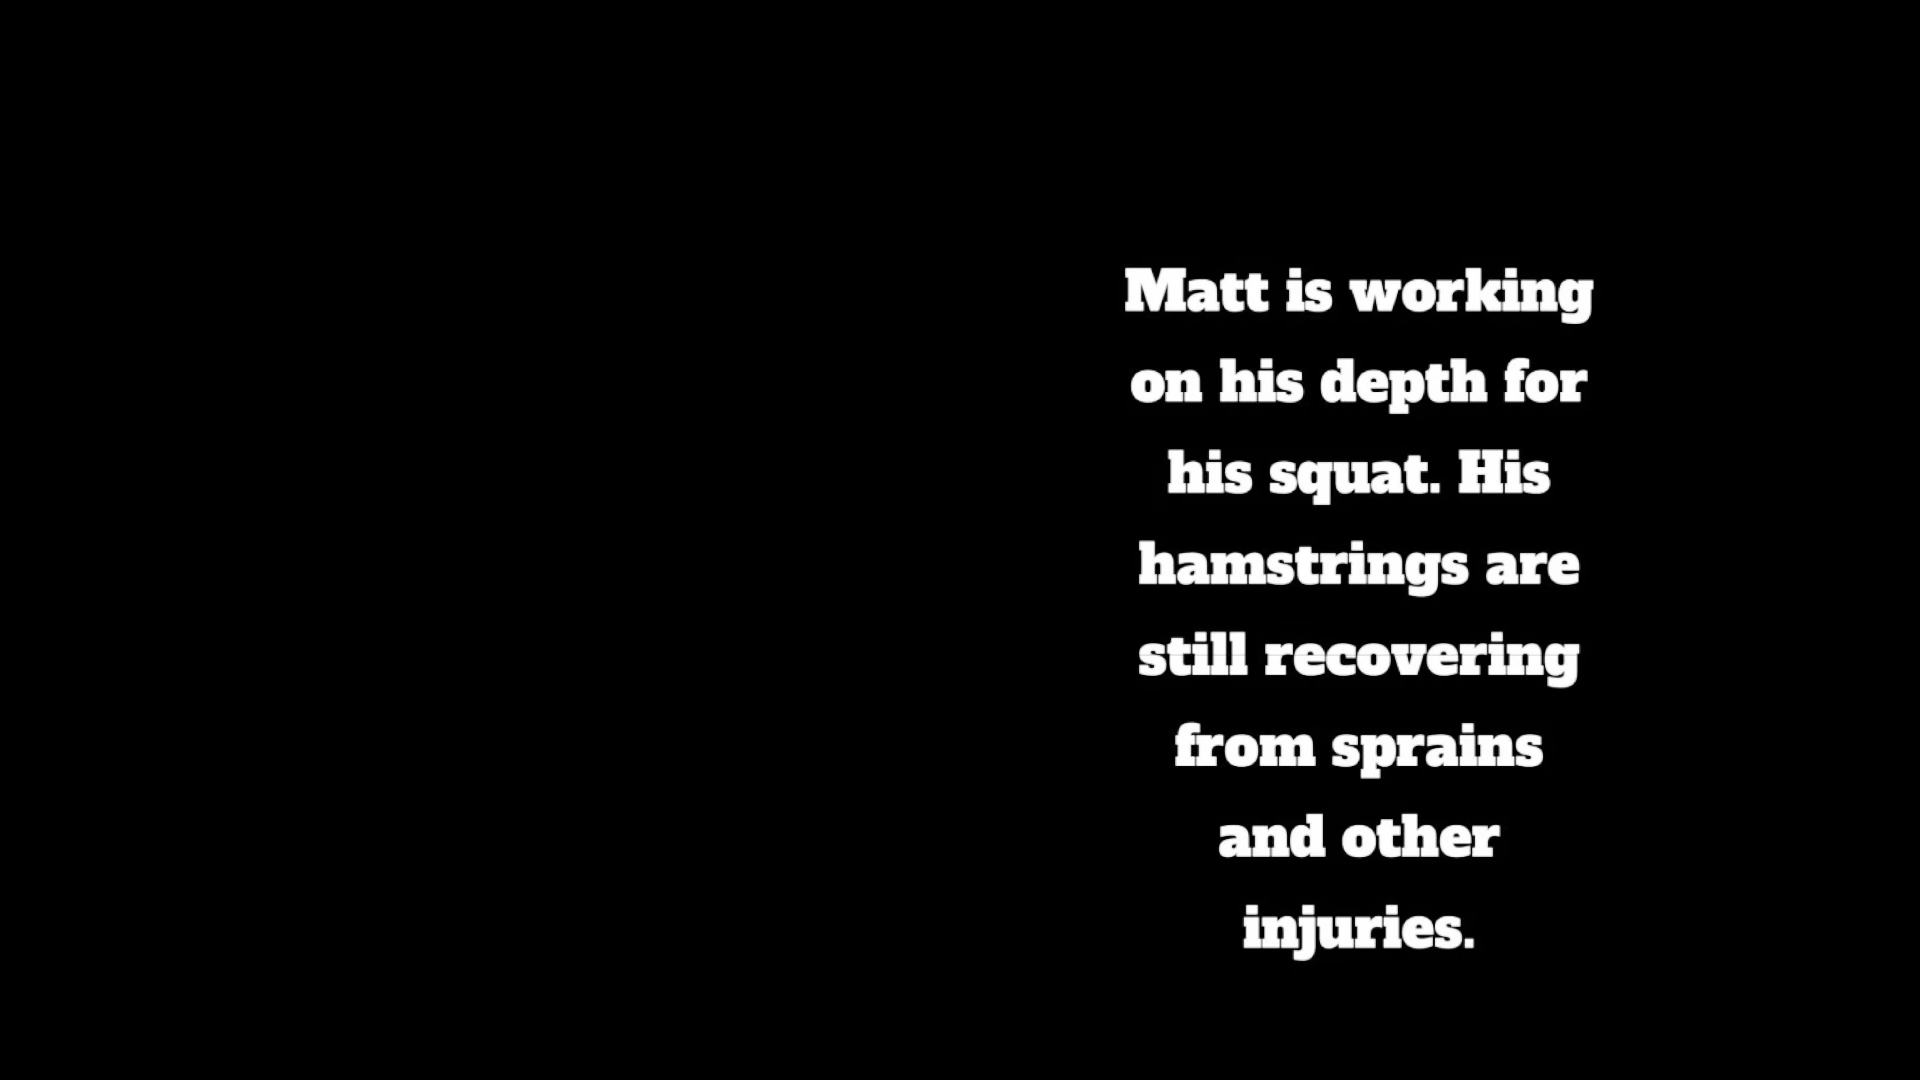 Matt is working
on his depth for
his squat. His
hamstrings are
still recovering
from sprains
and other
injuries.